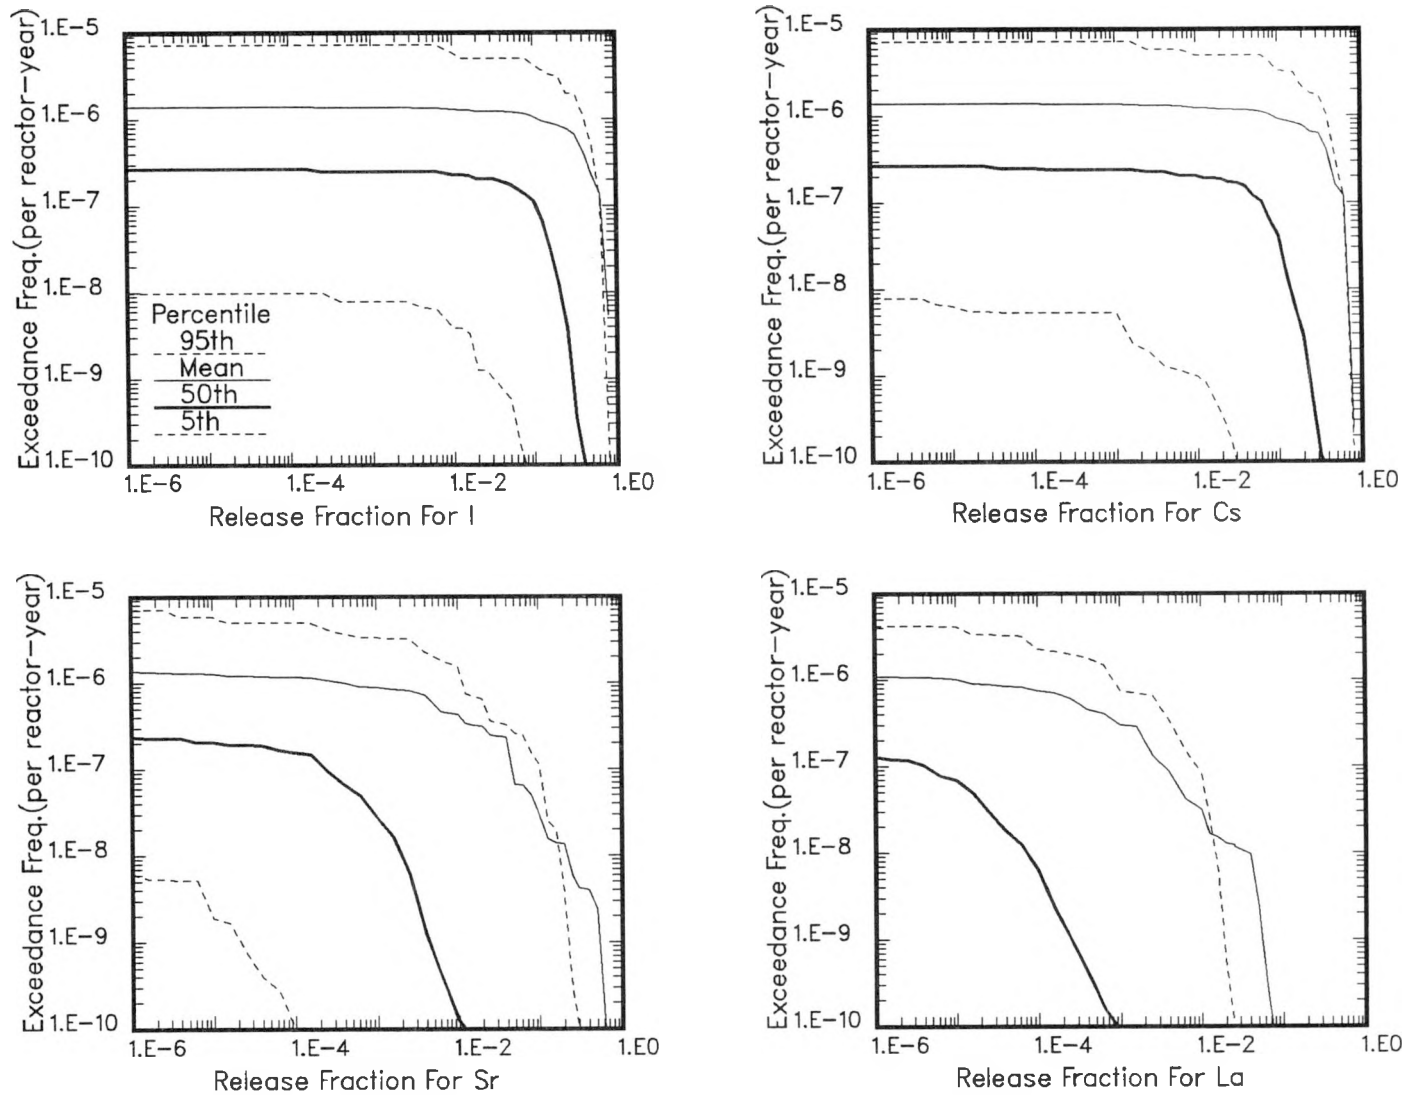 Exceedance Freq.(per reactor-year)
1.E-5
1.E-6
1.E-7
1.E-8
1.E-9
1.E-10
Percentile
95th
Mean
50th
5th
1.E-6
1.E-4
1.E-2
1.E0
Release Fraction For I
Exceedance Freq.(per reactor-year)
1.E-5
1.E-6
1.E-7
1.E-8
1.E-9
1.E-10
1.E-6
1.E-4
1.E-2
1.E0
Release Fraction For Cs
Exceedance Freq.(per reactor-year)
1.E-5
1.E-6
1.E-7
1.E-8
1.E-9
1.E-10
1.E-6
1.E-4
1.E-2
1.E0
Release Fraction For Sr
Exceedance Freq.(per reactor-year)
1.E-5
1.E-6
1.E-7
1.E-8
1.E-9
1.E-10
1.E-6
1.E-4
1.E-2
1.E0
Release Fraction For La